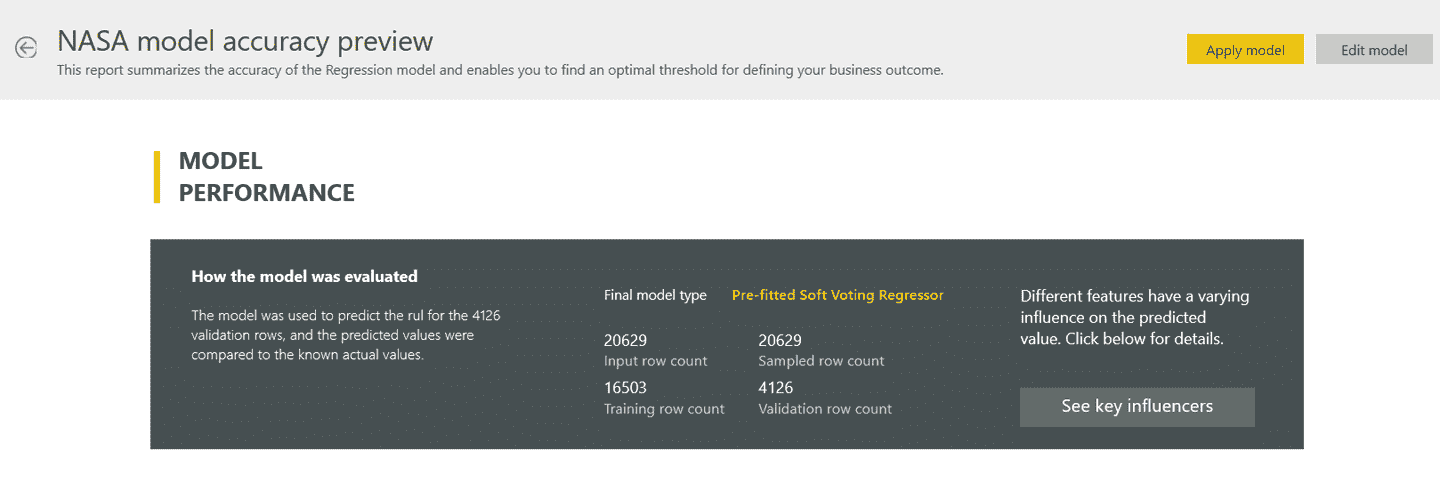 NASA model accuracy preview
This report summarizes the accuracy of the Regression model and enables you to find an optimal threshold for defining your business outcome.
Apply model
Edit model
MODEL
PERFORMANCE
How the model was evaluated
The model was used to predict the rul for the 4126
validation rows, and the predicted values were
compared to the known actual values.
Final model type
Pre-fitted Soft Voting Regressor
20629
Input row count
20629
Sampled row count
16503
Training row count
4126
Validation row count
Different features have a varying
influence on the predicted
value. Click below for details.
See key influencers